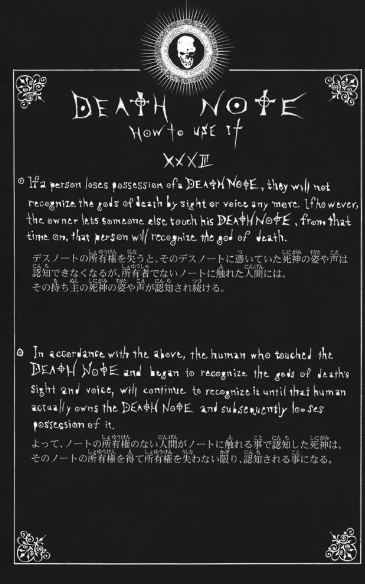 DEATH NOTE
HOW to USE IT
XXXIII
If a person loses possession of a DEATH NOTE, they will not
recognize the gods of death by sight or voice any more. If however,
the owner lets someone else touch his DEATH NOTE, from that
time on, that person will recognize the god of death.
デスノートの所有権を失うと、そのデスノートに憑いていた死神の姿や声は
認知できなくなるが、所有者でないノートに触れた人間には、
その持ち主の死神の姿や声が認知され続ける。
In accordance with the above, the human who touched the
DEATH NOTE and began to recognize the gods of death's
sight and voice, will continue to recognize it until that human
actually owns the DEATH NOTE and subsequently looses
possession of it.
よって、ノートの所有権のない人間がノートに触れる事で認知した死神は、
そのノートの所有権を得て所有権を失わない限り、認知される事になる。